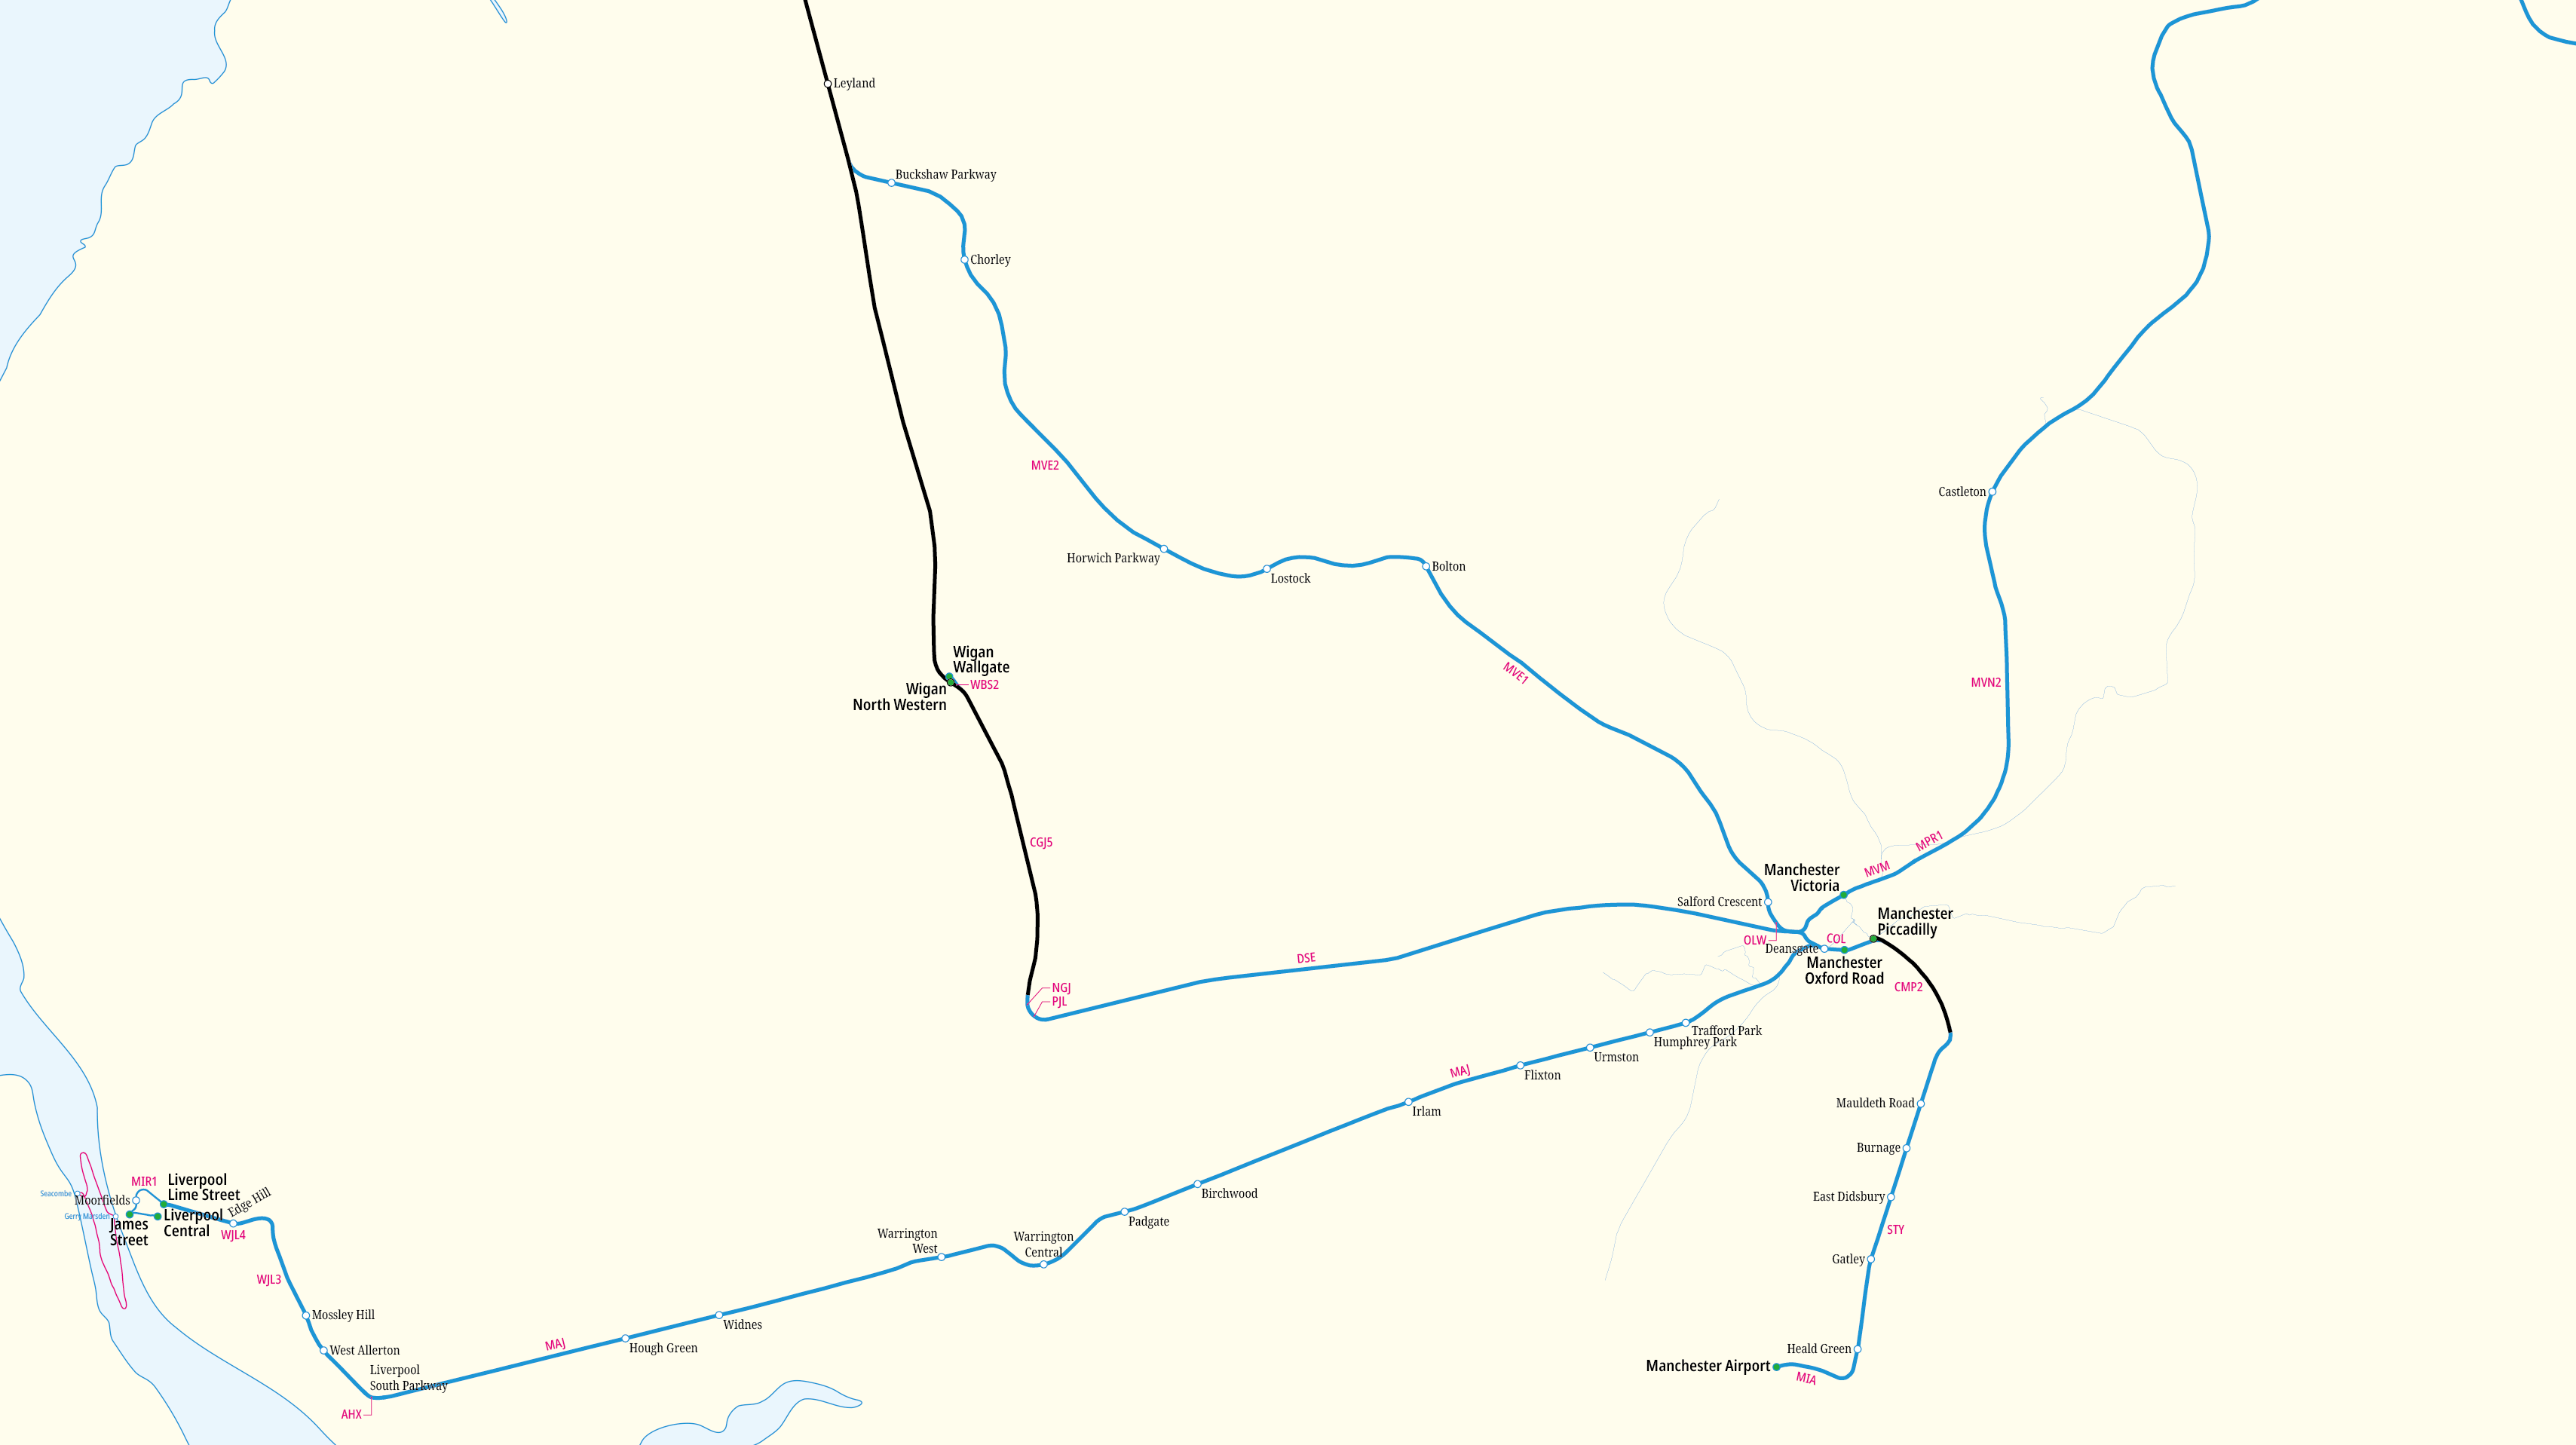 Leyland
Buckshaw Parkway
Chorley
MVE2
Castleton
Horwich Parkway
Lostock
Bolton
Wigan
Wallgate
WBS2
Wigan
North Western
MVE1
MVN2
CGJ5
MPR1
MVM
Manchester
Victoria
Salford Crescent
Manchester
Piccadilly
OLW
COL
Deansgate
Manchester
Oxford Road
DSE
CMP2
NGJ
PJL
Trafford Park
Humphrey Park
Urmston
Flixton
MAJ
Irlam
Mauldeth Road
Burnage
East Didsbury
STY
Gatley
Heald Green
Manchester Airport
MIA
Birchwood
Padgate
Warrington
Central
Warrington
West
Widnes
Hough Green
MAJ
Liverpool
South Parkway
AHX
West Allerton
Mossley Hill
WJL3
WJL4
Edge Hill
Liverpool
Lime Street
MIR1
Moorfields
Seacombe
Gerry Marsden
James
Street
Liverpool
Central